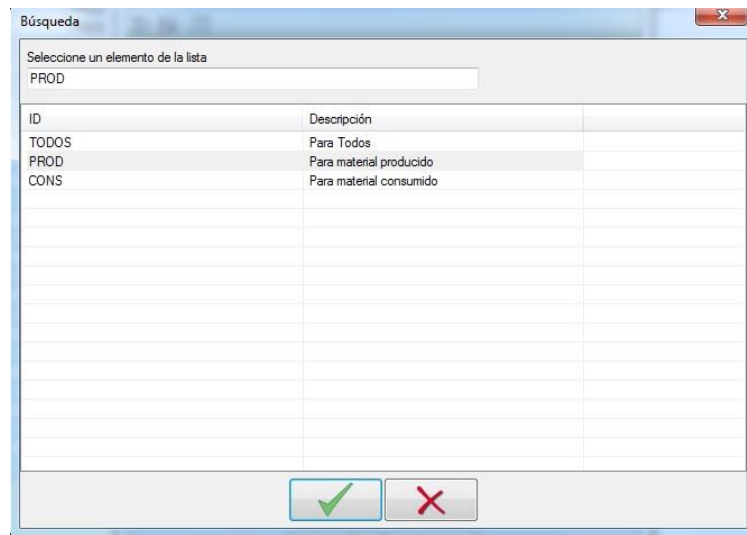 Búsqueda
Seleccione un elemento de la lista
PROD
ID Descripción
TODOS Para Todos
PROD Para material producido
CONS Para material consumido